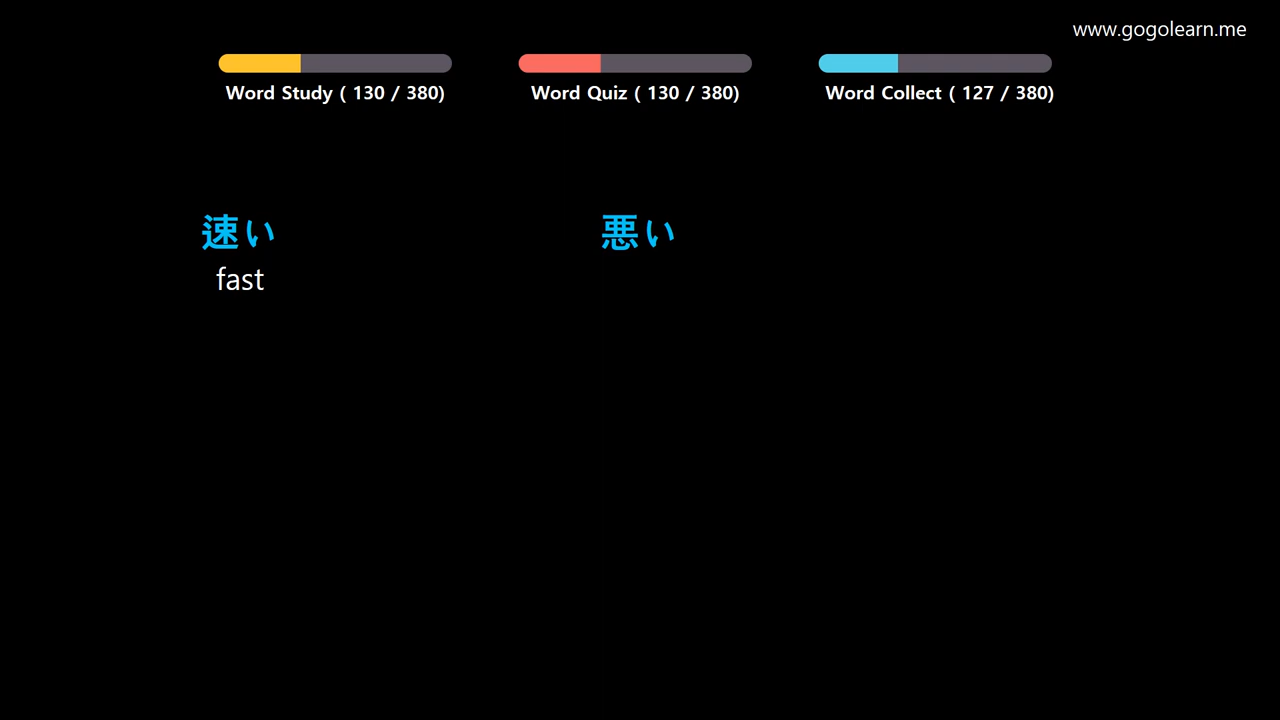 www.gogolearn.me
Word Study ( 130 / 380)
Word Quiz ( 130 / 380)
Word Collect ( 127 / 380)
速い
悪い
fast